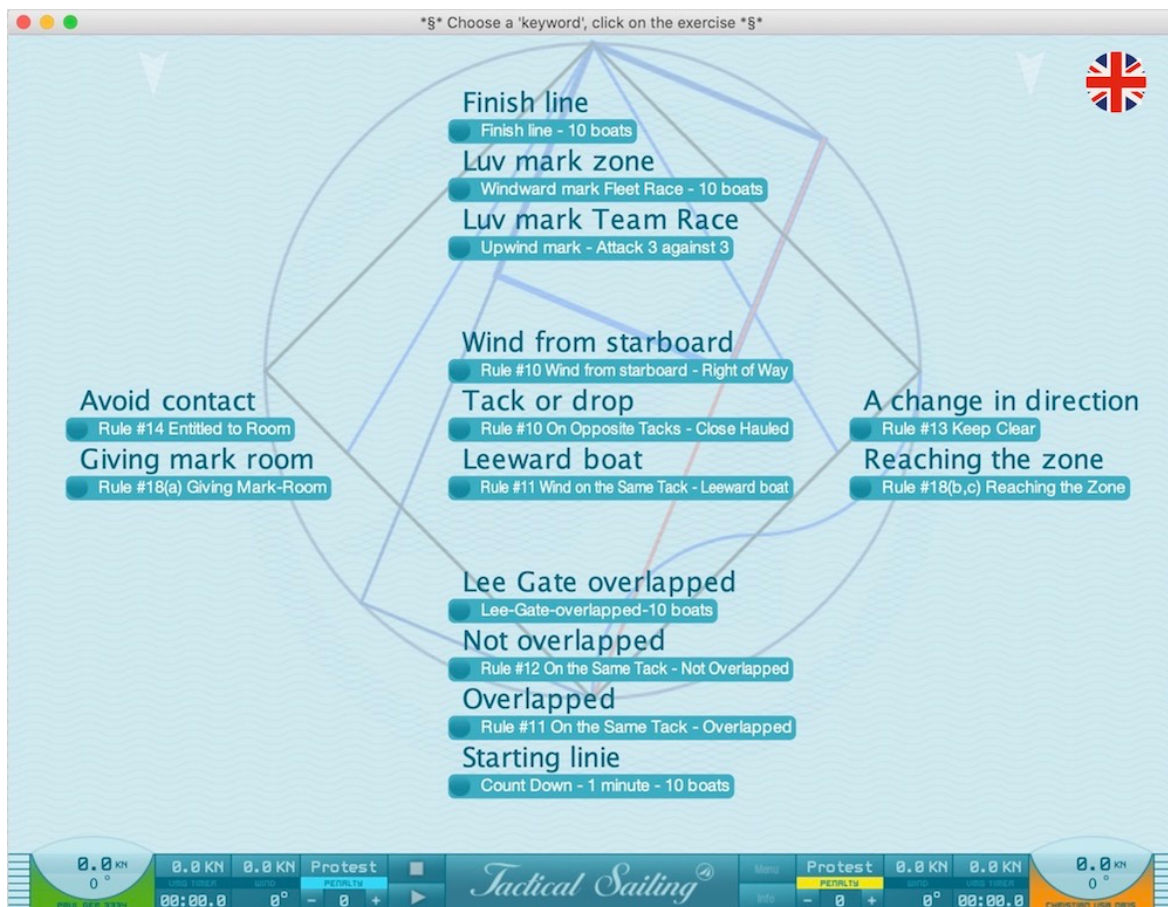 *§* Choose a 'keyword', click on the exercise *§*
Finish line
Finish line - 10 boats
Luv mark zone
Windward mark Fleet Race - 10 boats
Luv mark Team Race
Upwind mark - Attack 3 against 3
Wind from starboard
Rule #10 Wind from starboard - Right of Way
Avoid contact
Rule #14 Entitled to Room
Giving mark room
Rule #18(a) Giving Mark-Room
Tack or drop
Rule #10 On Opposite Tacks - Close Hauled
Leeward boat
Rule #11 Wind on the Same Tack - Leeward boat
A change in direction
Rule #13 Keep Clear
Reaching the zone
Rule #18(b,c) Reaching the Zone
Lee Gate overlapped
Lee-Gate-overlapped-10 boats
Not overlapped
Rule #12 On the Same Tack - Not Overlapped
Overlapped
Rule #11 On the Same Tack - Overlapped
Starting linie
Count Down - 1 minute - 10 boats
0.0 KN
0 °
0.0 KN 0.0 KN Protest
VMG TIMER WIND PENALTY
00:00.0 0° - 0 +
Tactical Sailing
Menu
Info
Protest 0.0 KN 0.0 KN
PENALTY WIND VMG TIMER
- 0 + 0° 00:00.0
0.0 KN
0 °